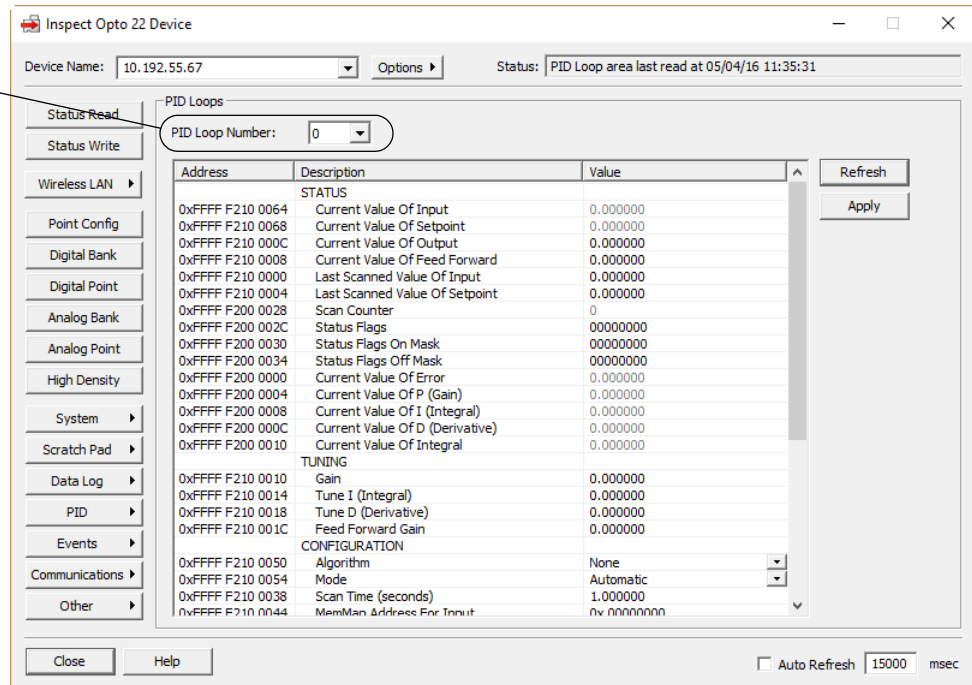 Inspect Opto 22 Device
Device Name: 10.192.55.67 Options Status: PID Loop area last read at 05/04/16 11:35:31
Status Read
Status Write
Wireless LAN
Point Config
Digital Bank
Digital Point
Analog Bank
Analog Point
High Density
System
Scratch Pad
Data Log
PID
Events
Communications
Other
PID Loops
PID Loop Number: 0
Address Description Value
STATUS
0xFFFF F210 0064 Current Value Of Input 0.000000
0xFFFF F210 0068 Current Value Of Setpoint 0.000000
0xFFFF F210 000C Current Value Of Output 0.000000
0xFFFF F210 0008 Current Value Of Feed Forward 0.000000
0xFFFF F210 0000 Last Scanned Value Of Input 0.000000
0xFFFF F210 0004 Last Scanned Value Of Setpoint 0.000000
0xFFFF F200 0028 Scan Counter 0
0xFFFF F200 002C Status Flags 00000000
0xFFFF F200 0030 Status Flags On Mask 00000000
0xFFFF F200 0034 Status Flags Off Mask 00000000
0xFFFF F200 0000 Current Value Of Error 0.000000
0xFFFF F200 0004 Current Value Of P (Gain) 0.000000
0xFFFF F200 0008 Current Value Of I (Integral) 0.000000
0xFFFF F200 000C Current Value Of D (Derivative) 0.000000
0xFFFF F200 0010 Current Value Of Integral 0.000000
TUNING
0xFFFF F210 0010 Gain 0.000000
0xFFFF F210 0014 Tune I (Integral) 0.000000
0xFFFF F210 0018 Tune D (Derivative) 0.000000
0xFFFF F210 001C Feed Forward Gain 0.000000
CONFIGURATION
0xFFFF F210 0050 Algorithm None
0xFFFF F210 0054 Mode Automatic
0xFFFF F210 0038 Scan Time (seconds) 1.000000
0xFFFF F210 0044 MemMap Address For Input 0x 00000000
Refresh
Apply
Close Help Auto Refresh 15000 msec